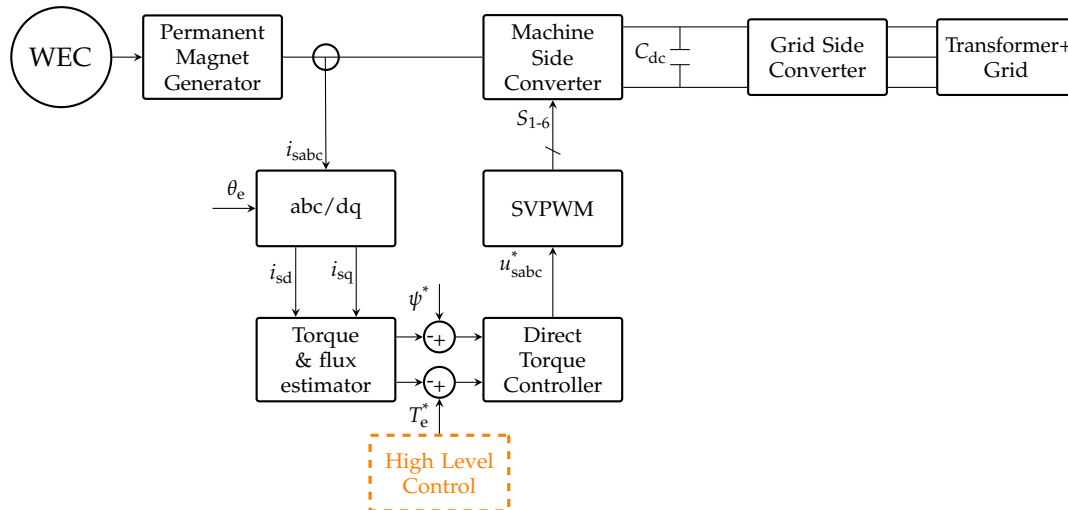 WEC
Permanent
Magnet
Generator
Machine
Side
Converter
C_dc
Grid Side
Converter
Transformer+
Grid
i_sabc
S_1-6
θ_e
abc/dq
SVPWM
i_sd
i_sq
u*_sabc
ψ*
Torque
& flux
estimator
-+
-+
Direct
Torque
Controller
T*_e
High Level
Control